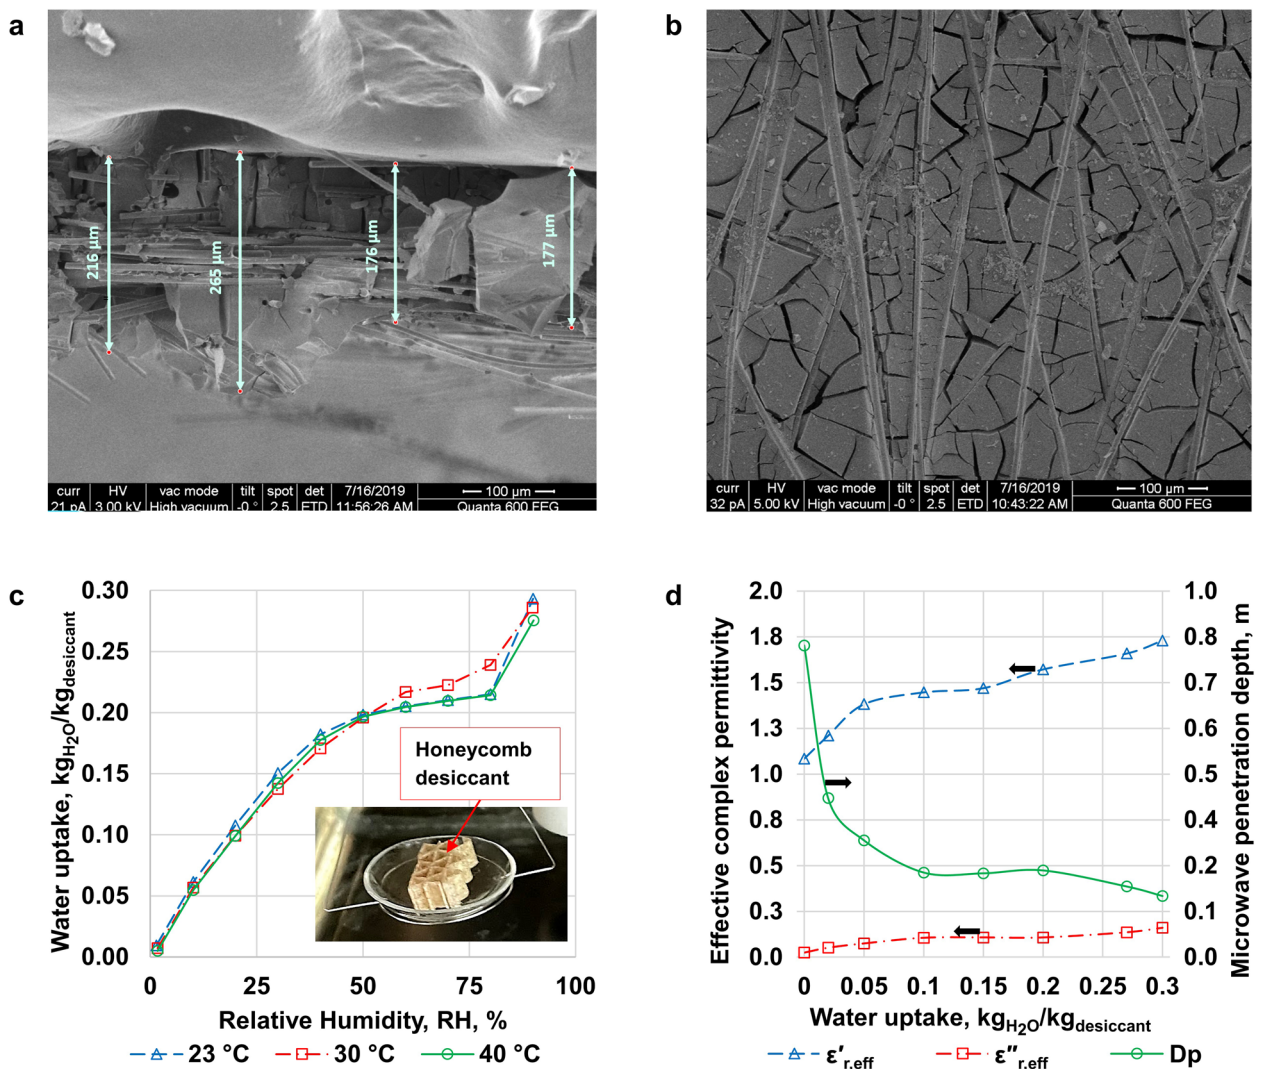 a
216 µm
265 µm
176 µm
177 µm
curr HV vac mode tilt spot det 7/16/2019 100 µm
21 pA 3.00 kV High vacuum -0 ° 2.5 ETD 11:56:26 AM Quanta 600 FEG
b
curr HV vac mode tilt spot det 7/16/2019 100 µm
32 pA 5.00 kV High vacuum -0 ° 2.5 ETD 10:43:22 AM Quanta 600 FEG
c
Water uptake, kgH2O/kgdesiccant
0.30
0.25
0.20
0.15
0.10
0.05
0.00
Honeycomb
desiccant
0 25 50 75 100
Relative Humidity, RH, %
23 °C 30 °C 40 °C
d
Effective complex permittivity
2.0
1.8
1.5
1.3
1.0
0.8
0.5
0.3
0.0
1.0
0.8
0.7
0.6
0.5
0.4
0.2
0.1
0.0
Microwave penetration depth, m
0 0.05 0.1 0.15 0.2 0.25 0.3
Water uptake, kgH2O/kgdesiccant
ε′r,eff ε″r,eff Dp